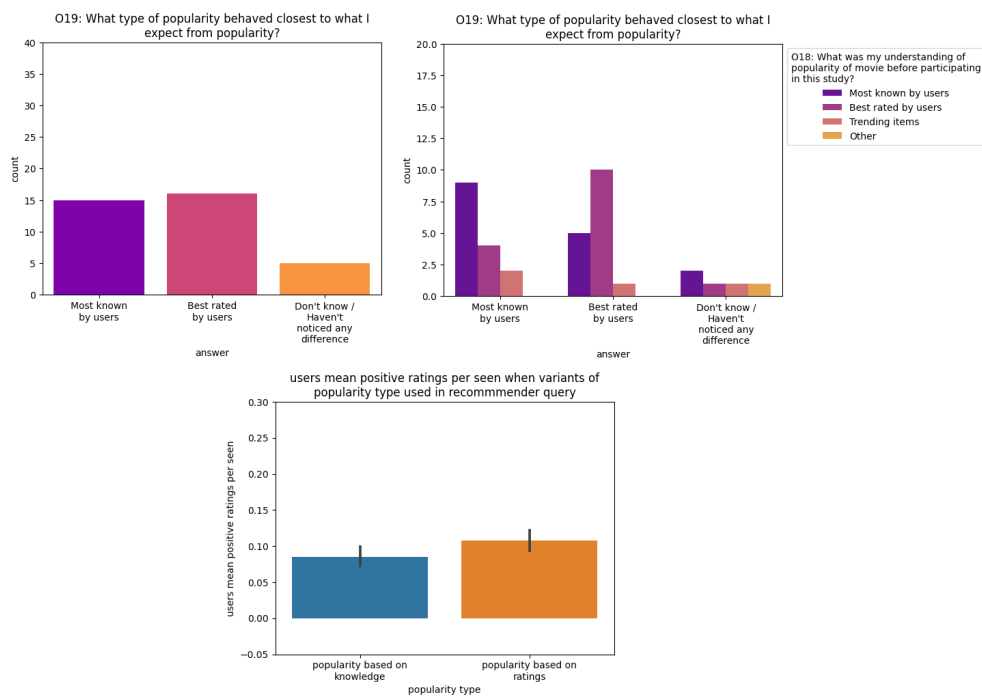 O19: What type of popularity behaved closest to what I
expect from popularity?
40
35
30
25
20
15
10
5
0
count
Most known
by users
Best rated
by users
Don't know /
Haven't
noticed any
difference
answer
O19: What type of popularity behaved closest to what I
expect from popularity?
20.0
17.5
15.0
12.5
10.0
7.5
5.0
2.5
0.0
count
Most known
by users
Best rated
by users
Don't know /
Haven't
noticed any
difference
answer
O18: What was my understanding of
popularity of movie before participating
in this study?
Most known by users
Best rated by users
Trending items
Other
users mean positive ratings per seen when variants of
popularity type used in recommmender query
0.30
0.25
0.20
0.15
0.10
0.05
0.00
−0.05
users mean positive ratings per seen
popularity based on
knowledge
popularity based on
ratings
popularity type